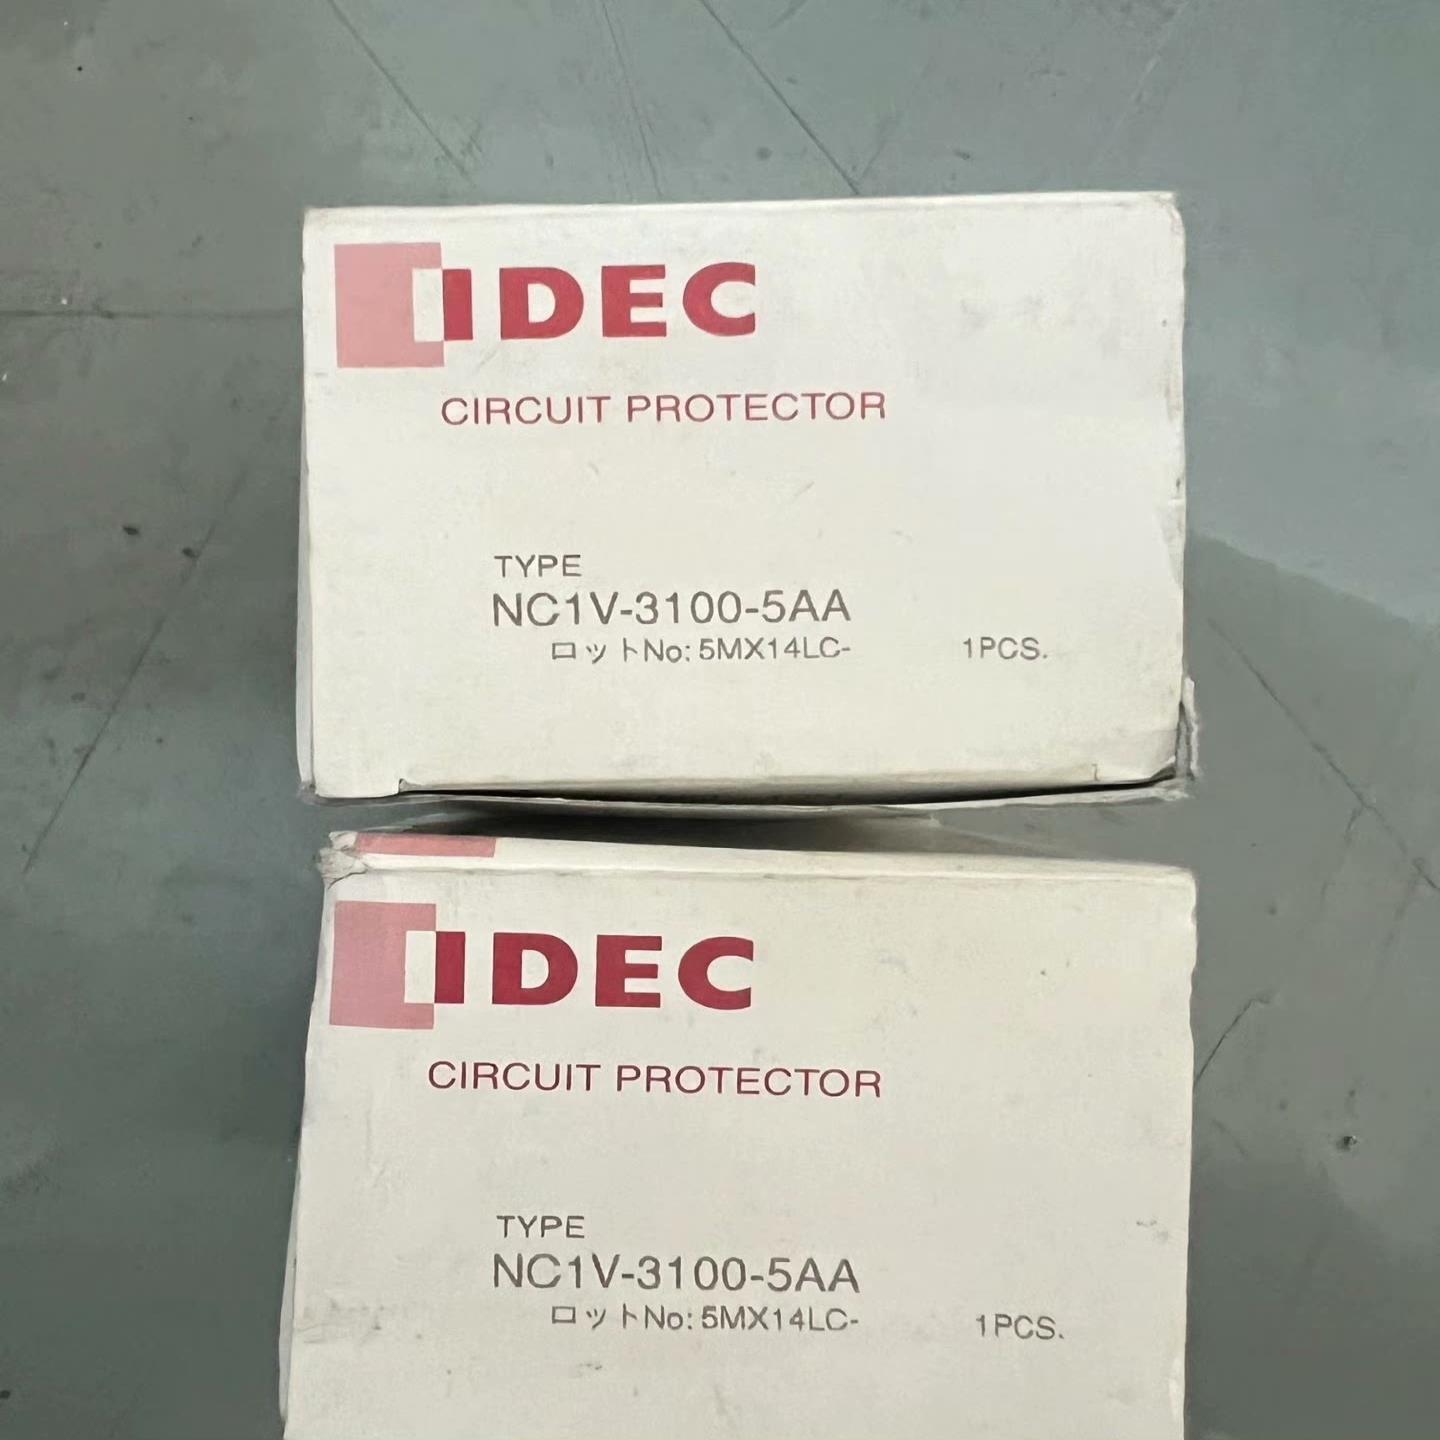 IDEC
CIRCUIT PROTECTOR
TYPE
NC1V-3100-5AA
ロットNo: 5MX14LC- 1PCS.
IDEC
CIRCUIT PROTECTOR
TYPE
NC1V-3100-5AA
ロットNo: 5MX14LC- 1PCS.